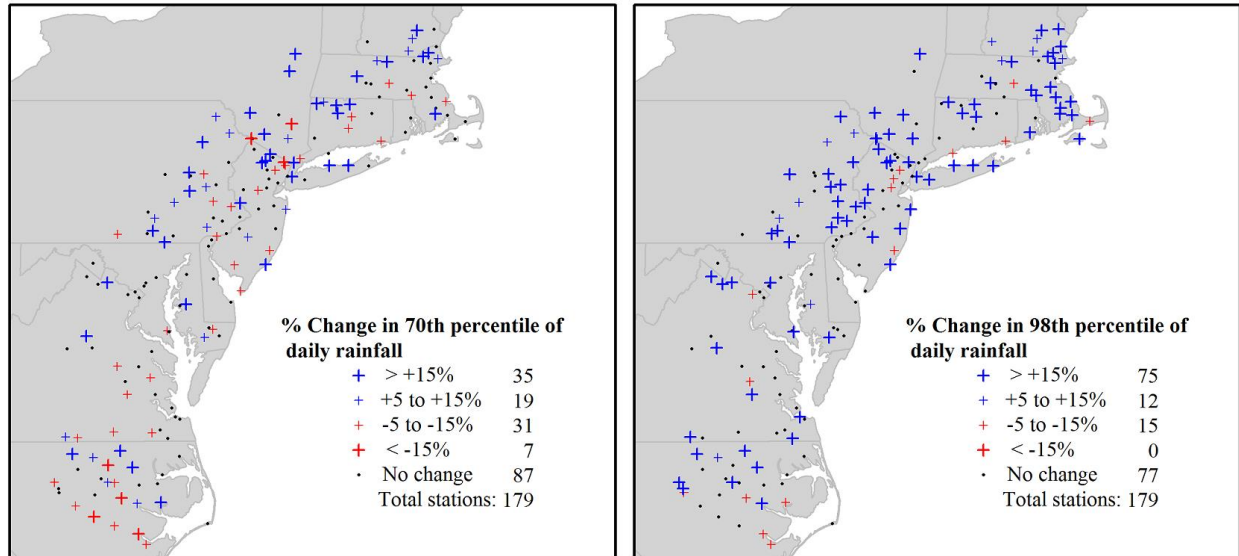 % Change in 70th percentile of
daily rainfall
> +15% 35
+5 to +15% 19
-5 to -15% 31
< -15% 7
No change 87
Total stations: 179
% Change in 98th percentile of
daily rainfall
> +15% 75
+5 to +15% 12
-5 to -15% 15
< -15% 0
No change 77
Total stations: 179